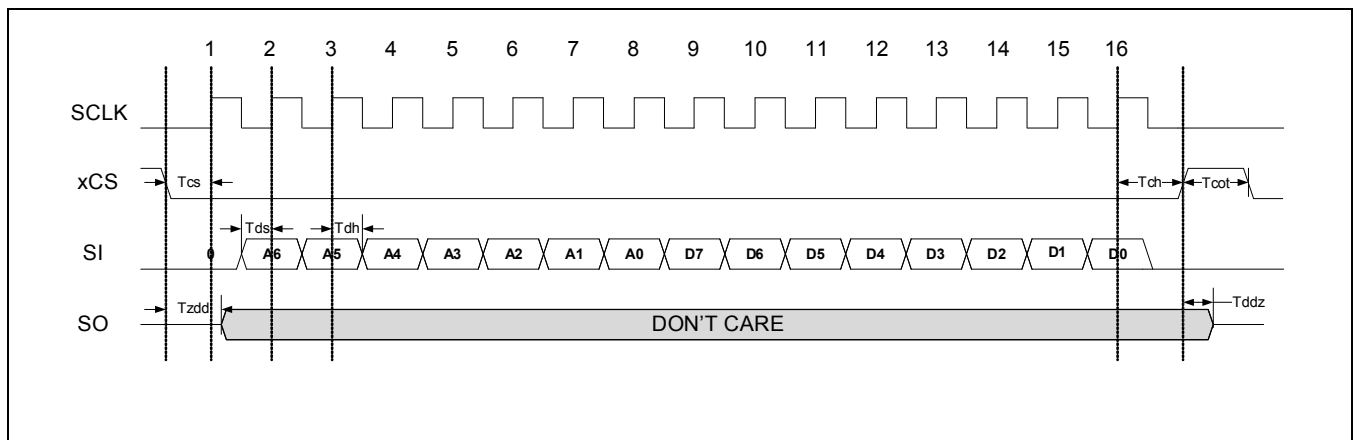 1 2 3 4 5 6 7 8 9 10 11 12 13 14 15 16
SCLK
xCS
Tcs
Tch
Tcot
Tds
Tdh
SI
0 A6 A5 A4 A3 A2 A1 A0 D7 D6 D5 D4 D3 D2 D1 D0
Tzdd
Tddz
SO
DON'T CARE